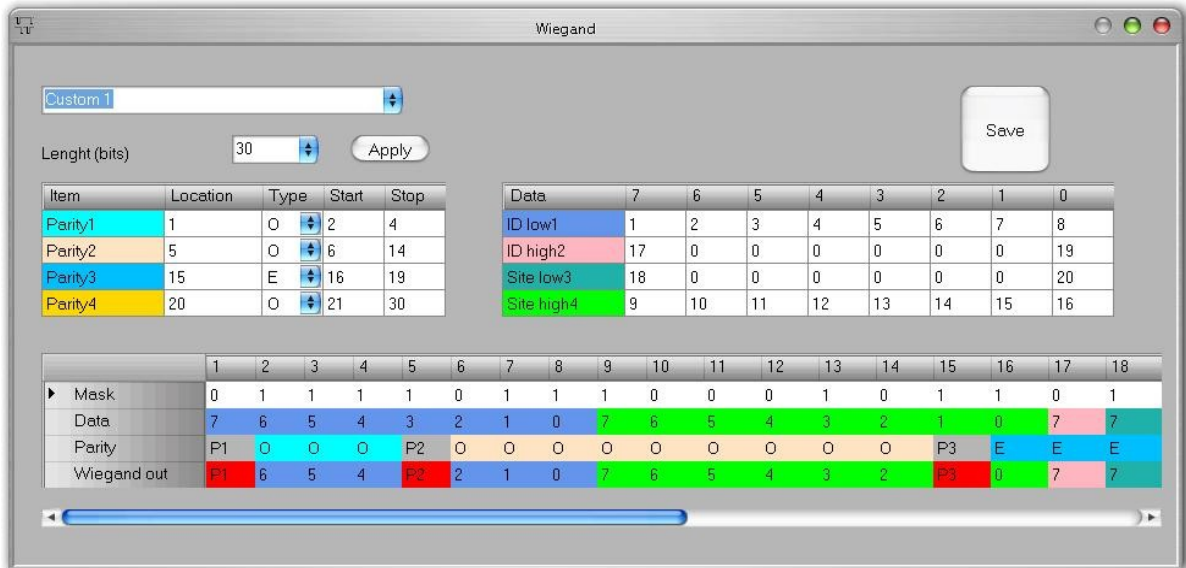 Wiegand
Custom 1
Save
Lenght (bits) 30 Apply
Item Location Type Start Stop
Parity1 1 O 2 4
Parity2 5 O 6 14
Parity3 15 E 16 19
Parity4 20 O 21 30
Data 7 6 5 4 3 2 1 0
ID low1 1 2 3 4 5 6 7 8
ID high2 17 0 0 0 0 0 0 19
Site low3 18 0 0 0 0 0 0 20
Site high4 9 10 11 12 13 14 15 16
1 2 3 4 5 6 7 8 9 10 11 12 13 14 15 16 17 18
Mask 0 1 1 1 1 0 1 1 1 0 0 0 1 0 1 1 0 1
Data 7 6 5 4 3 2 1 0 7 6 5 4 3 2 1 0 7 7
Parity P1 O O O P2 O O O O O O O O O P3 E E E
Wiegand out P1 6 5 4 P2 2 1 0 7 6 5 4 3 2 P3 0 7 7